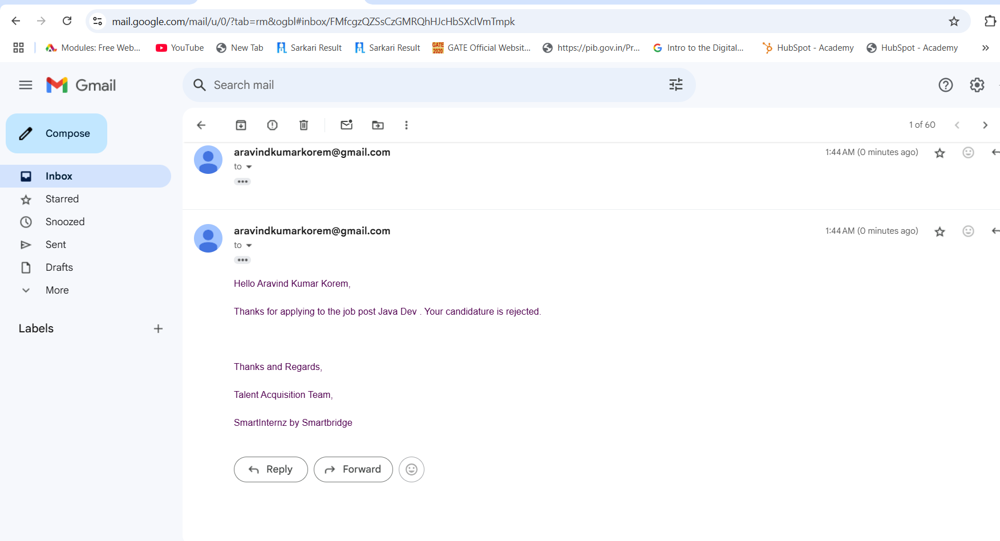 mail.google.com/mail/u/0/?tab=rm&ogbl#inbox/FMfcgzQZSsCzGMRQhHJcHbSXclVmTmpk
Modules: Free Web...
YouTube
New Tab
Sarkari Result
Sarkari Result
GATE 2020
GATE Official Websit...
https://pib.gov.in/Pr...
Intro to the Digital...
HubSpot - Academy
HubSpot - Academy
Gmail
Search mail
Compose
1 of 60
Inbox
Starred
Snoozed
Sent
Drafts
More
Labels
aravindkumarkorem@gmail.com
1:44 AM (0 minutes ago)
to
aravindkumarkorem@gmail.com
1:44 AM (0 minutes ago)
to
Hello Aravind Kumar Korem,
Thanks for applying to the job post Java Dev . Your candidature is rejected.
Thanks and Regards,
Talent Acquisition Team,
SmartInternz by Smartbridge
Reply
Forward